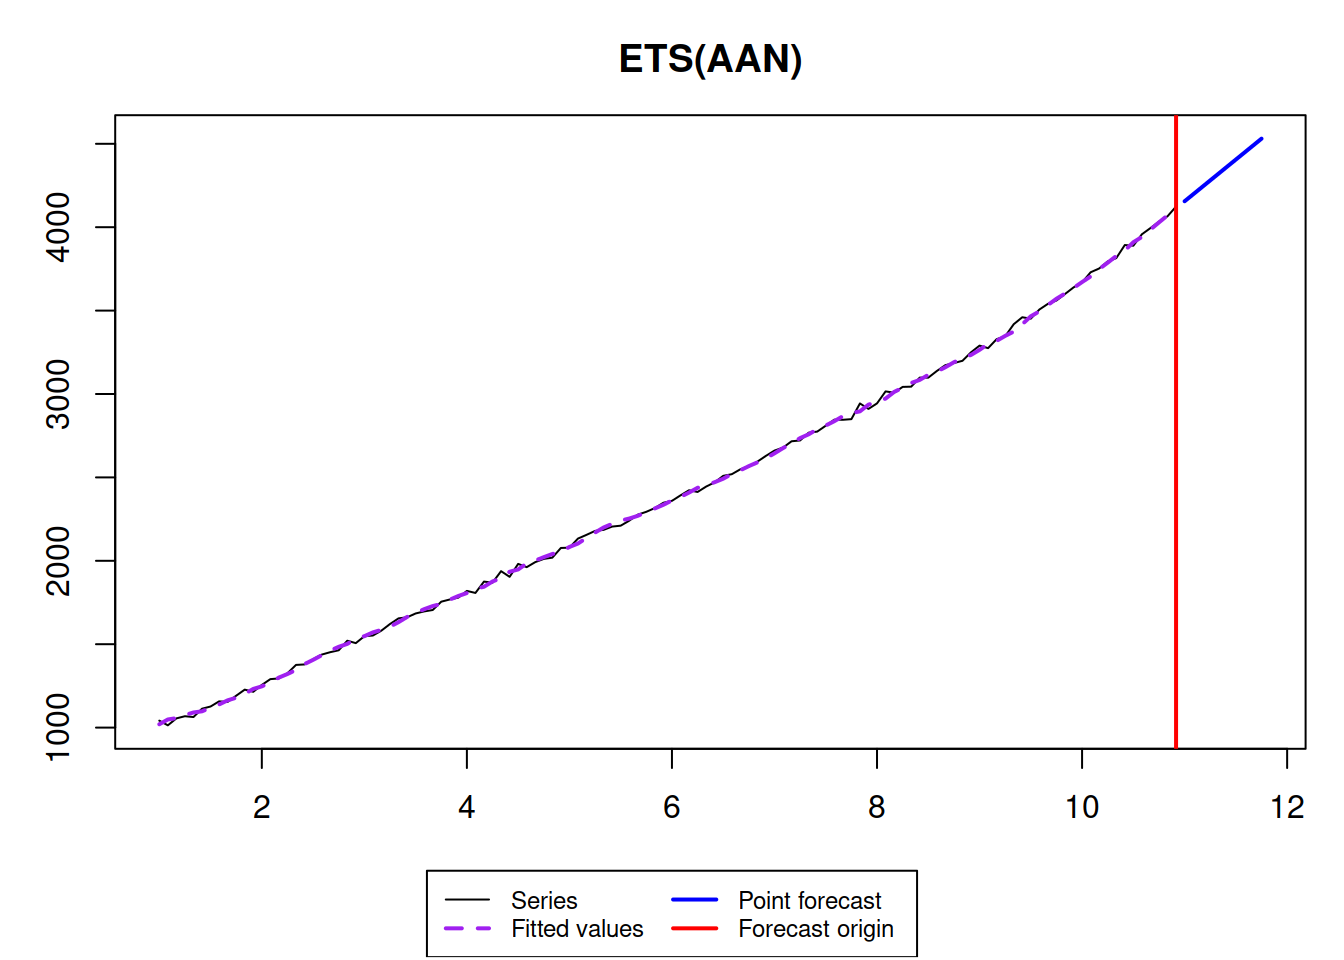 ETS(AAN)
4000
3000
2000
1000
2 4 6 8 10 12
Series Point forecast
Fitted values Forecast origin